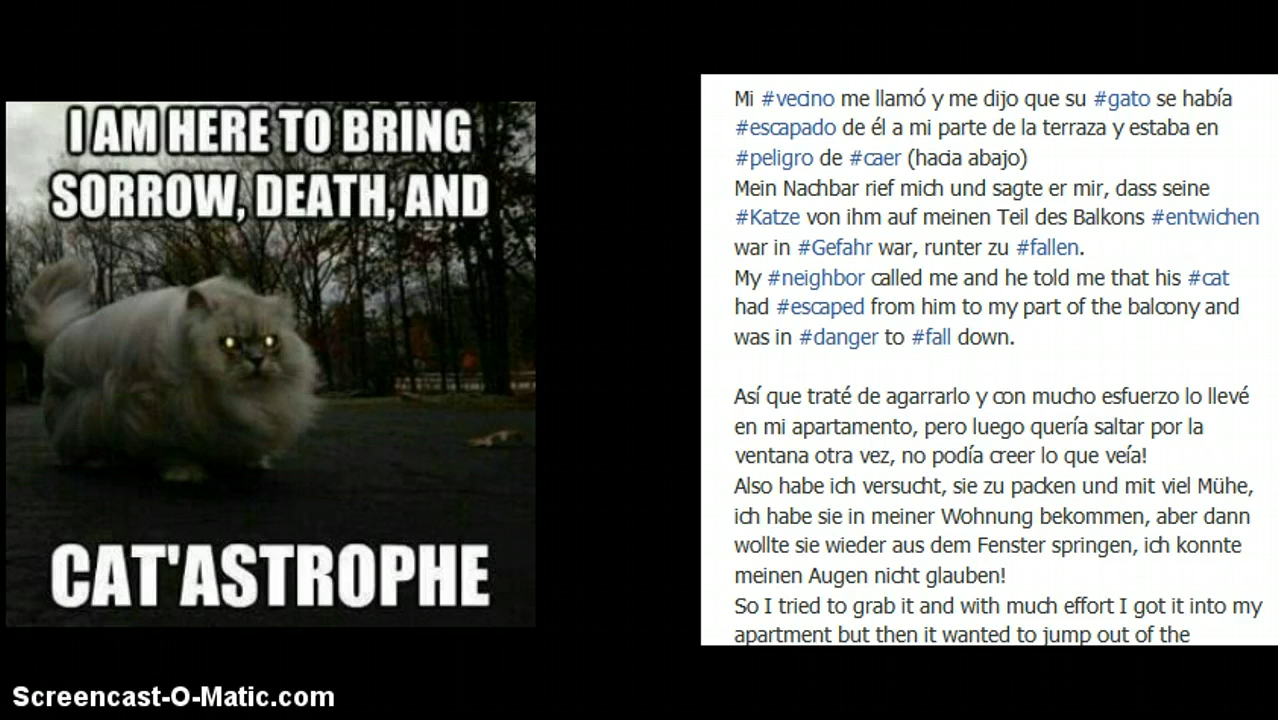 I AM HERE TO BRING
SORROW, DEATH, AND
CAT'ASTROPHE
Mi #vecino me llamó y me dijo que su #gato se había
#escapado de él a mi parte de la terraza y estaba en
#peligro de #caer (hacia abajo)
Mein Nachbar rief mich und sagte er mir, dass seine
#Katze von ihm auf meinen Teil des Balkons #entwichen
war in #Gefahr war, runter zu #fallen.
My #neighbor called me and he told me that his #cat
had #escaped from him to my part of the balcony and
was in #danger to #fall down.
Así que traté de agarrarlo y con mucho esfuerzo lo llevé
en mi apartamento, pero luego quería saltar por la
ventana otra vez, no podía creer lo que veía!
Also habe ich versucht, sie zu packen und mit viel Mühe,
ich habe sie in meiner Wohnung bekommen, aber dann
wollte sie wieder aus dem Fenster springen, ich konnte
meinen Augen nicht glauben!
So I tried to grab it and with much effort I got it into my
apartment but then it wanted to jump out of the
Screencast-O-Matic.com